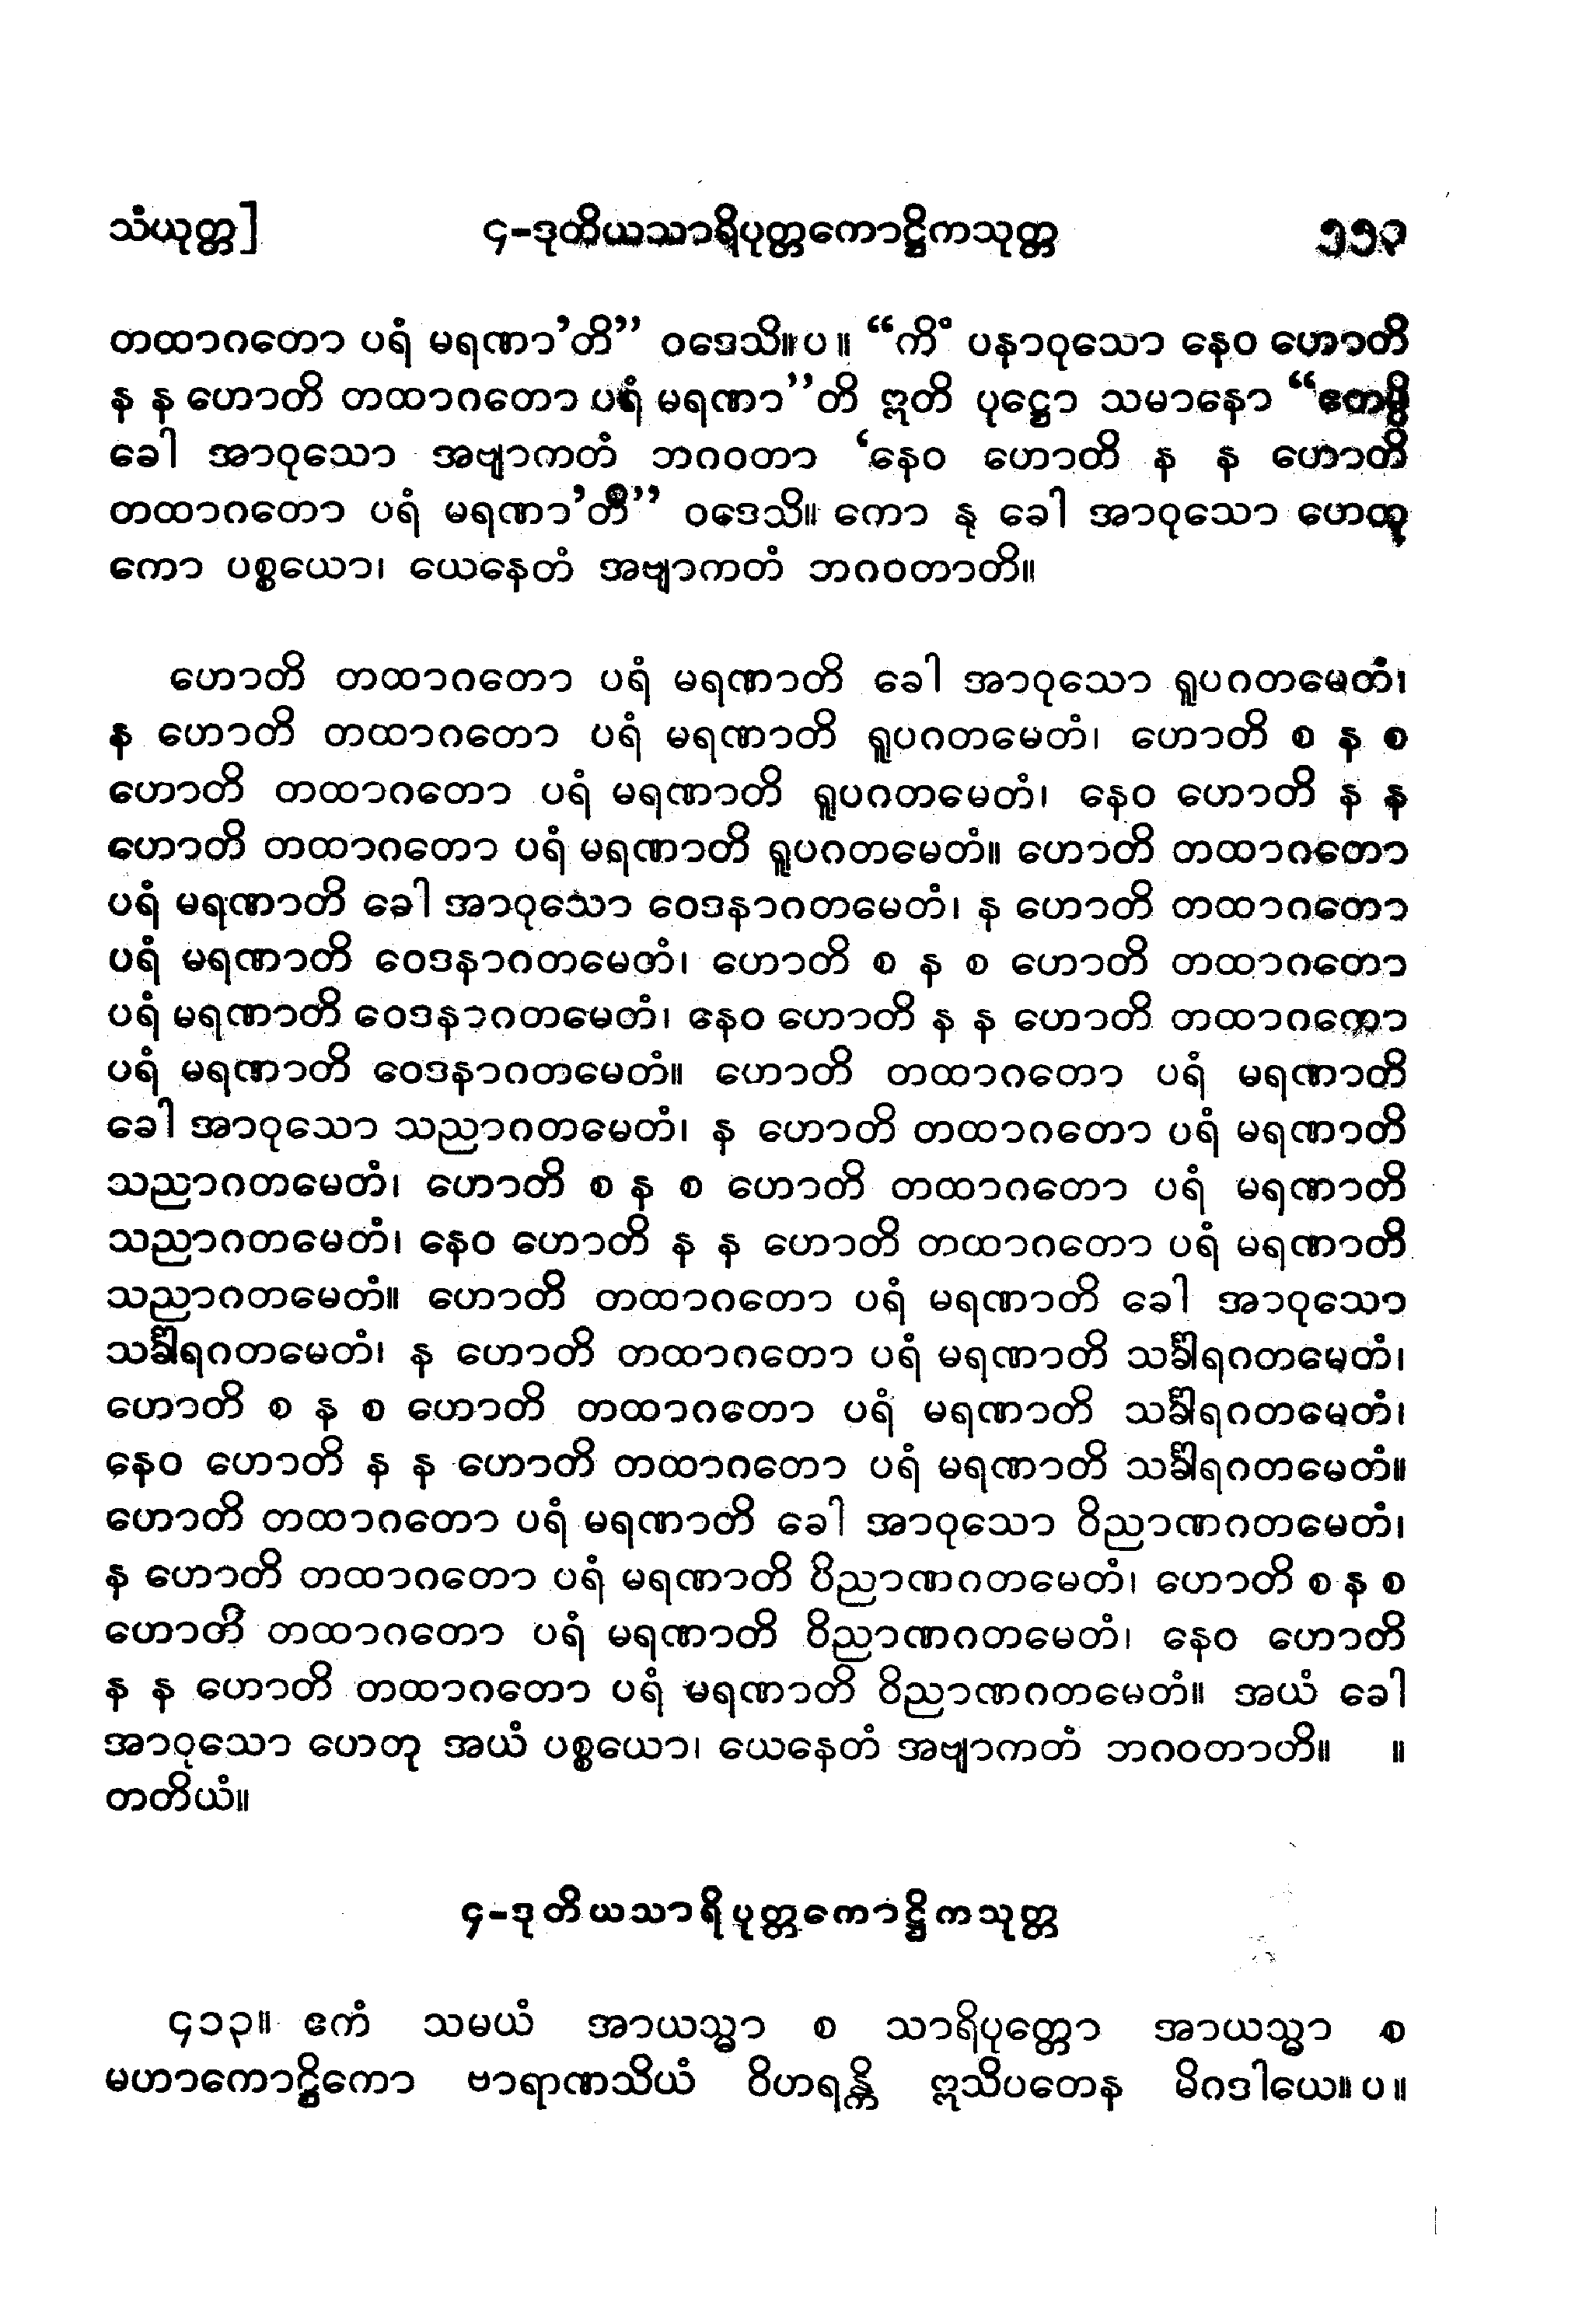 သံယုတ္တ]    ၄-ဒုတိယသာရိပုတ္တကောဋ္ဌိကသုတ္တ    ၅၅၃
တထာဂတော ပရံ မရဏာ’တိ” ဝဒေသိ။ပ။ “ကိံ ပနာဝုသော နေဝ ဟောတိ
န န ဟောတိ တထာဂတော ပရံ မရဏာ”တိ ဣတိ ပုဋ္ဌော သမာနော “ဧတမ္ပိ
ခေါ အာဝုသော အဗျာကတံ ဘဂဝတာ ‘နေဝ ဟောတိ န န ဟောတိ
တထာဂတော ပရံ မရဏာ’တိ” ဝဒေသိ။ ကော နု ခေါ အာဝုသော ဟေတု
ကော ပစ္စယော၊ ယေနေတံ အဗျာကတံ ဘဂဝတာတိ။
ဟောတိ တထာဂတော ပရံ မရဏာတိ ခေါ အာဝုသော ရူပဂတမေတံ၊
န ဟောတိ တထာဂတော ပရံ မရဏာတိ ရူပဂတမေတံ၊ ဟောတိ စ န စ
ဟောတိ တထာဂတော ပရံ မရဏာတိ ရူပဂတမေတံ၊ နေဝ ဟောတိ န န
ဟောတိ တထာဂတော ပရံ မရဏာတိ ရူပဂတမေတံ။ ဟောတိ တထာဂတော
ပရံ မရဏာတိ ခေါ အာဝုသော ဝေဒနာဂတမေတံ၊ န ဟောတိ တထာဂတော
ပရံ မရဏာတိ ဝေဒနာဂတမေတံ၊ ဟောတိ စ န စ ဟောတိ တထာဂတော
ပရံ မရဏာတိ ဝေဒနာဂတမေတံ၊ နေဝ ဟောတိ န န ဟောတိ တထာဂတော
ပရံ မရဏာတိ ဝေဒနာဂတမေတံ။ ဟောတိ တထာဂတော ပရံ မရဏာတိ
ခေါ အာဝုသော သညာဂတမေတံ၊ န ဟောတိ တထာဂတော ပရံ မရဏာတိ
သညာဂတမေတံ၊ ဟောတိ စ န စ ဟောတိ တထာဂတော ပရံ မရဏာတိ
သညာဂတမေတံ၊ နေဝ ဟောတိ န န ဟောတိ တထာဂတော ပရံ မရဏာတိ
သညာဂတမေတံ။ ဟောတိ တထာဂတော ပရံ မရဏာတိ ခေါ အာဝုသော
သင်္ခါရဂတမေတံ၊ န ဟောတိ တထာဂတော ပရံ မရဏာတိ သင်္ခါရဂတမေတံ၊
ဟောတိ စ န စ ဟောတိ တထာဂတော ပရံ မရဏာတိ သင်္ခါရဂတမေတံ၊
နေဝ ဟောတိ န န ဟောတိ တထာဂတော ပရံ မရဏာတိ သင်္ခါရဂတမေတံ။
ဟောတိ တထာဂတော ပရံ မရဏာတိ ခေါ အာဝုသော ဝိညာဏဂတမေတံ၊
န ဟောတိ တထာဂတော ပရံ မရဏာတိ ဝိညာဏဂတမေတံ၊ ဟောတိ စ န စ
ဟောတိ တထာဂတော ပရံ မရဏာတိ ဝိညာဏဂတမေတံ၊ နေဝ ဟောတိ
န န ဟောတိ တထာဂတော ပရံ မရဏာတိ ဝိညာဏဂတမေတံ။ အယံ ခေါ
အာဝုသော ဟေတု အယံ ပစ္စယော၊ ယေနေတံ အဗျာကတံ ဘဂဝတာတိ။ ။
တတိယံ။
၄-ဒုတိယသာရိပုတ္တကောဋ္ဌိကသုတ္တ
၄၁၃။ ဧကံ သမယံ အာယသ္မာ စ သာရိပုတ္တော အာယသ္မာ စ
မဟာကောဋ္ဌိကော ဗာရာဏသိယံ ဝိဟရန္တိ ဣသိပတနေ မိဂဒါယေ။ပ။